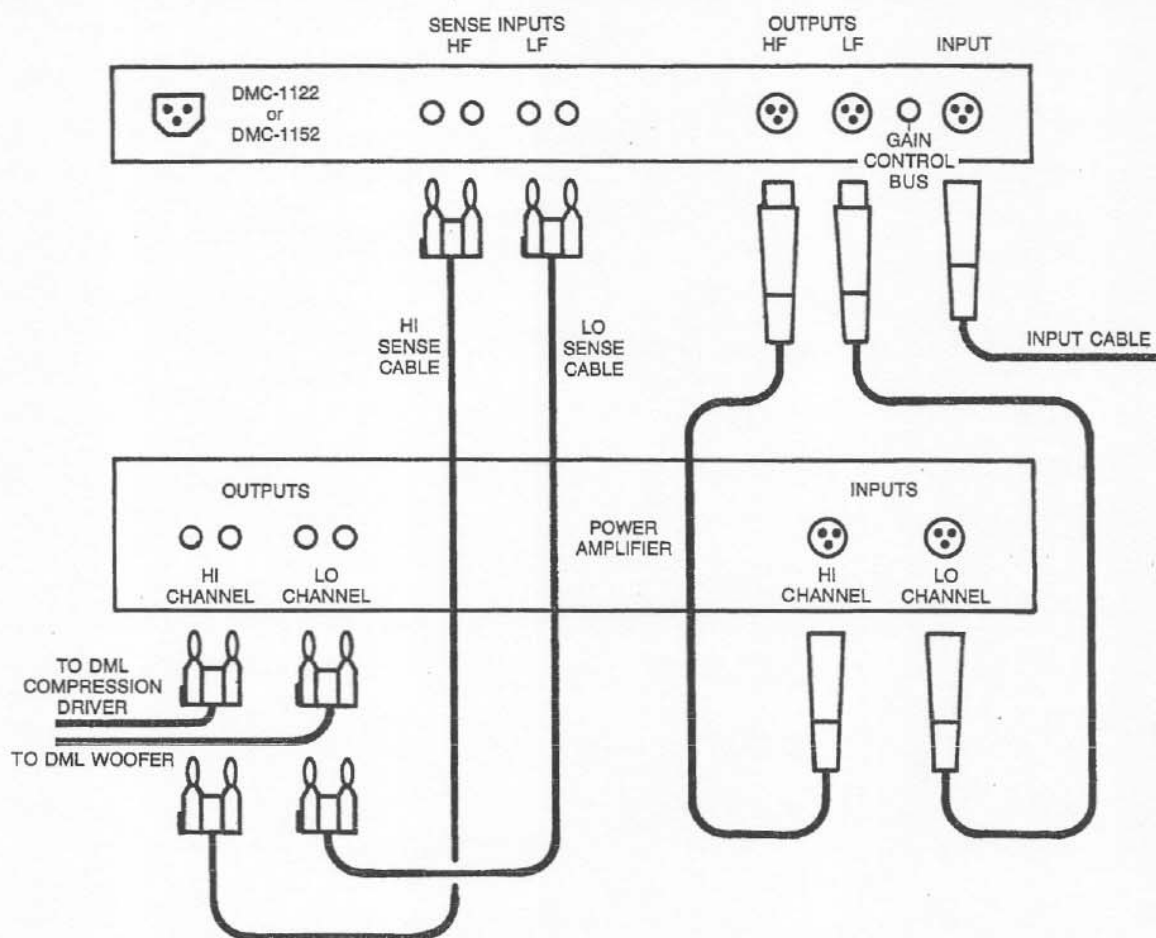 SENSE INPUTS
HF LF
OUTPUTS
HF LF
INPUT
DMC-1122
or
DMC-1152
GAIN
CONTROL
BUS
HI
SENSE
CABLE
LO
SENSE
CABLE
INPUT CABLE
OUTPUTS
HI
CHANNEL
LO
CHANNEL
POWER
AMPLIFIER
INPUTS
HI
CHANNEL
LO
CHANNEL
TO DML
COMPRESSION
DRIVER
TO DML WOOFER